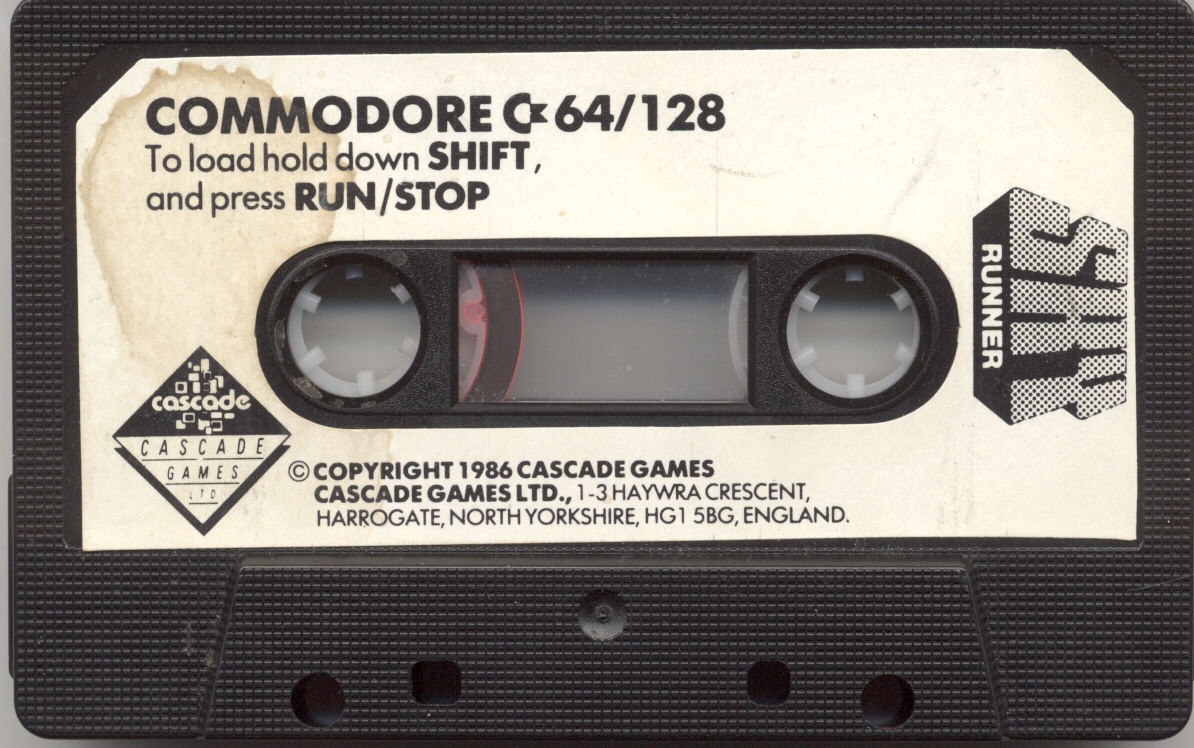 COMMODORE C= 64/128
To load hold down SHIFT,
and press RUN/STOP
SKY
RUNNER
cascade
CASCADE
GAMES
LTD
© COPYRIGHT 1986 CASCADE GAMES
CASCADE GAMES LTD., 1-3 HAYWRA CRESCENT,
HARROGATE, NORTH YORKSHIRE, HG1 5BG, ENGLAND.